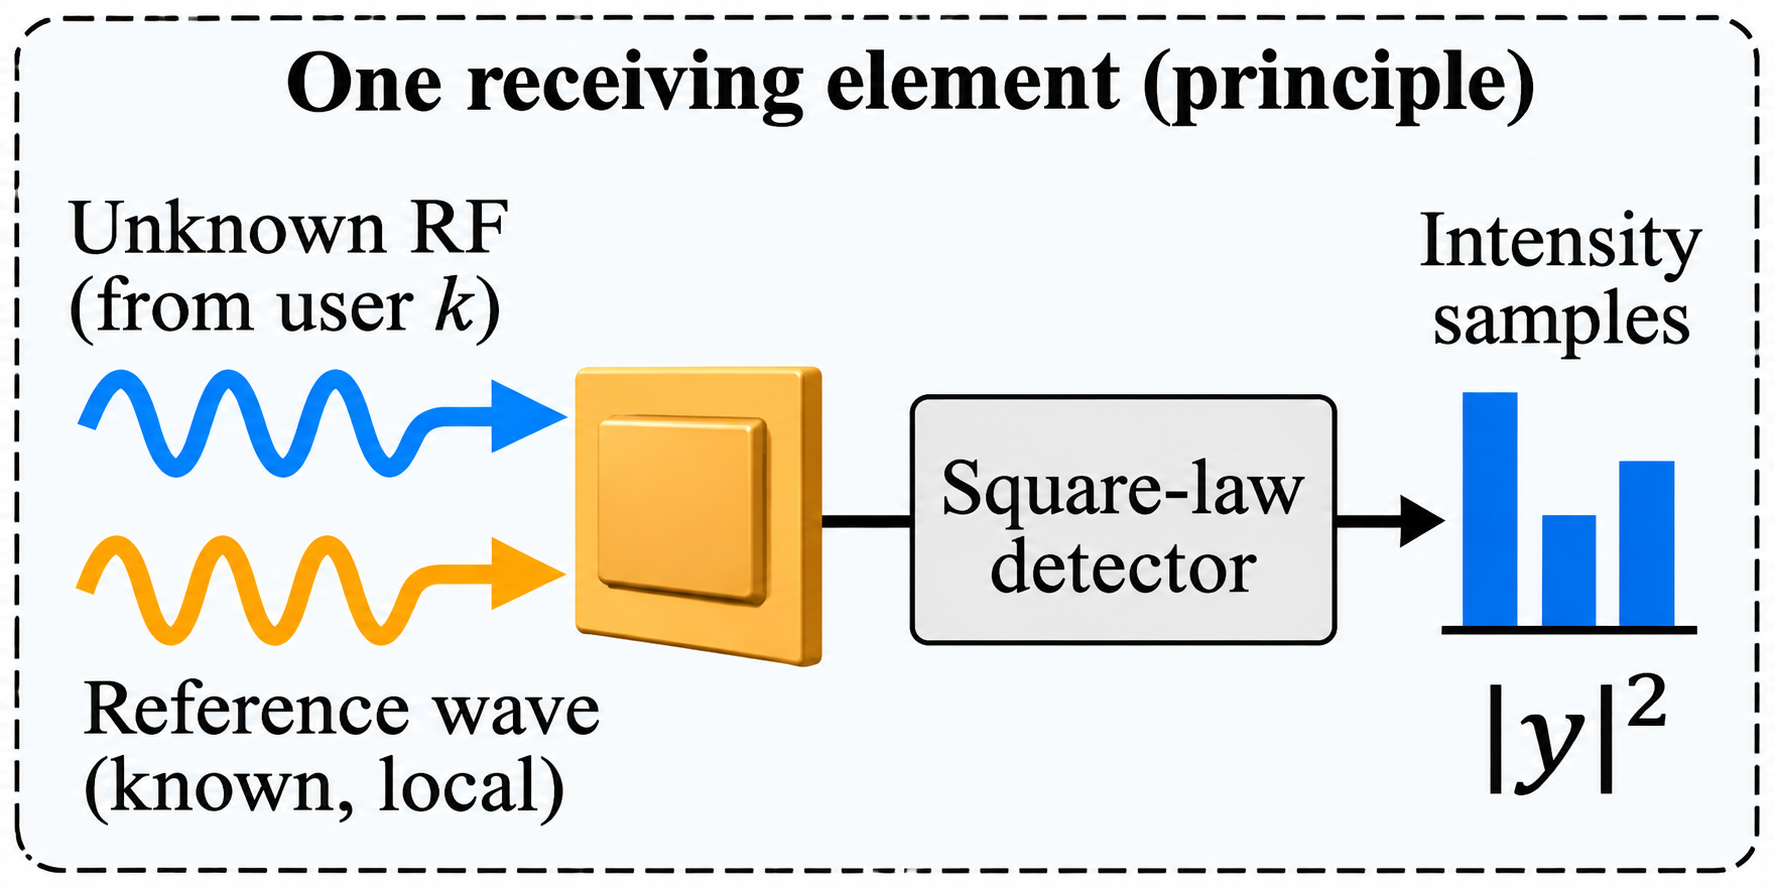 One receiving element (principle)
Unknown RF
(from user k)
Reference wave
(known, local)
Square-law
detector
Intensity
samples
|y|²